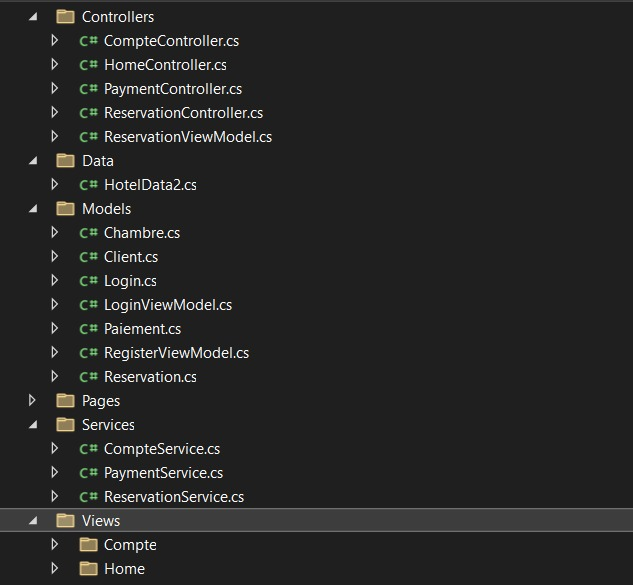 Controllers
C# CompteController.cs
C# HomeController.cs
C# PaymentController.cs
C# ReservationController.cs
C# ReservationViewModel.cs
Data
C# HotelData2.cs
Models
C# Chambre.cs
C# Client.cs
C# Login.cs
C# LoginViewModel.cs
C# Paiement.cs
C# RegisterViewModel.cs
C# Reservation.cs
Pages
Services
C# CompteService.cs
C# PaymentService.cs
C# ReservationService.cs
Views
Compte
Home